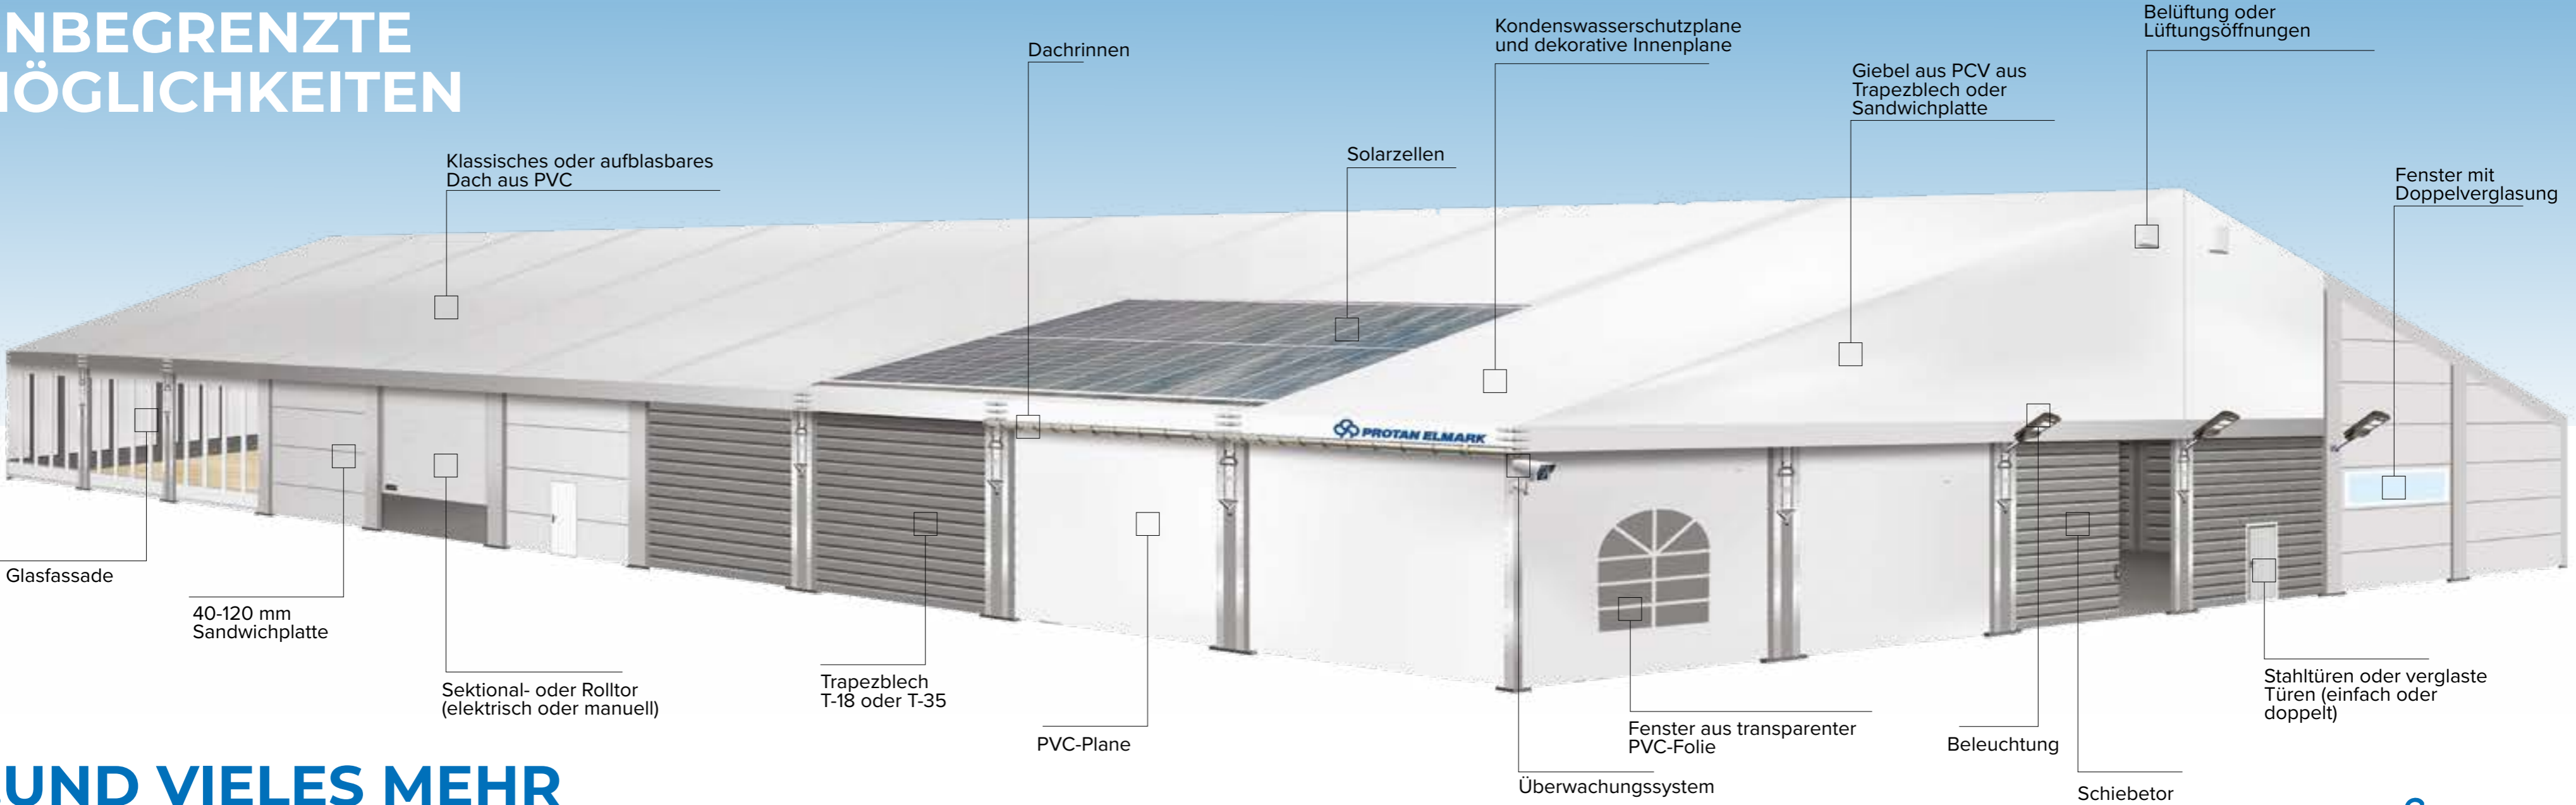 NBEGRENZTE
MÖGLICHKEITEN
Dachrinnen
Kondenswasserschutzplane
und dekorative Innenplane
Belüftung oder
Lüftungsöffnungen
Giebel aus PCV aus
Trapezblech oder
Sandwichplatte
Klassisches oder aufblasbares
Dach aus PVC
Solarzellen
Fenster mit
Doppelverglasung
PROTAN ELMARK
Glasfassade
40-120 mm
Sandwichplatte
Sektional- oder Rolltor
(elektrisch oder manuell)
Trapezblech
T-18 oder T-35
PVC-Plane
Fenster aus transparenter
PVC-Folie
Überwachungssystem
Beleuchtung
Schiebetor
Stahltüren oder verglaste
Türen (einfach oder
doppelt)
.UND VIELES MEHR